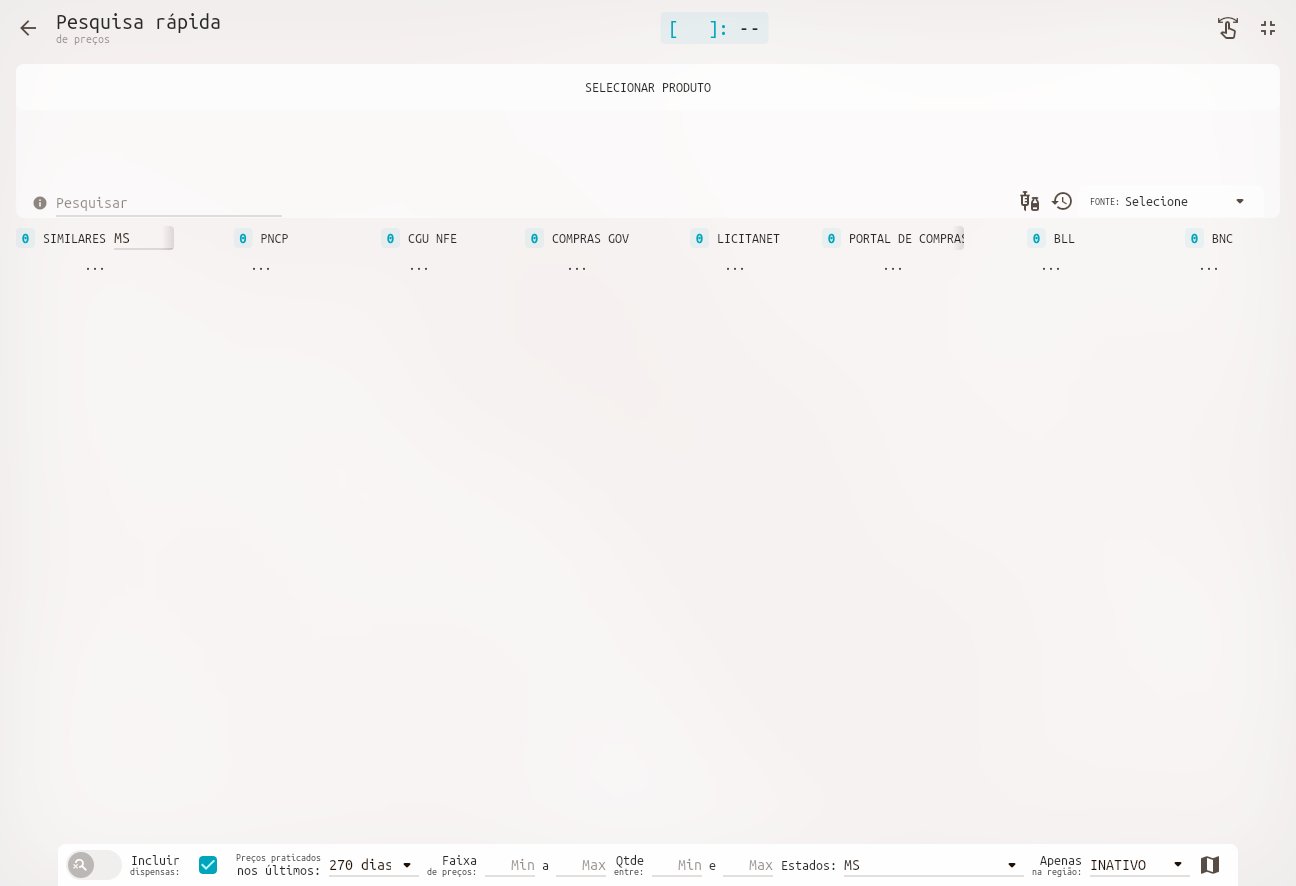 Pesquisa rápida
de preços
[ ]: --
SELECIONAR PRODUTO
Pesquisar
FONTE: Selecione
0 SIMILARES MS
0 PNCP
0 CGU NFE
0 COMPRAS GOV
0 LICITANET
0 PORTAL DE COMPRAS
0 BLL
0 BNC
... ... ... ... ... ... ... ...
Incluir
dispensas:
Preços praticados
nos últimos: 270 dias
Faixa
de preços: Min a Max
Qtde
entre: Min e Max
Estados: MS
Apenas
na região: INATIVO